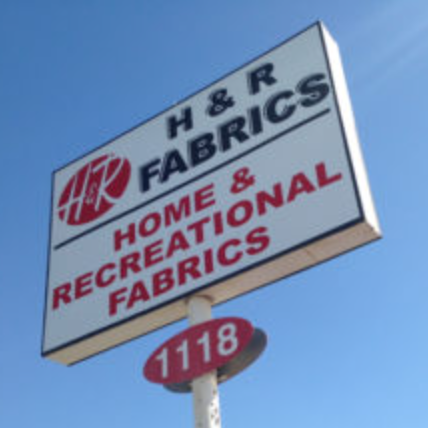 H & R
H&R
FABRICS
HOME &
RECREATIONAL
FABRICS
1118